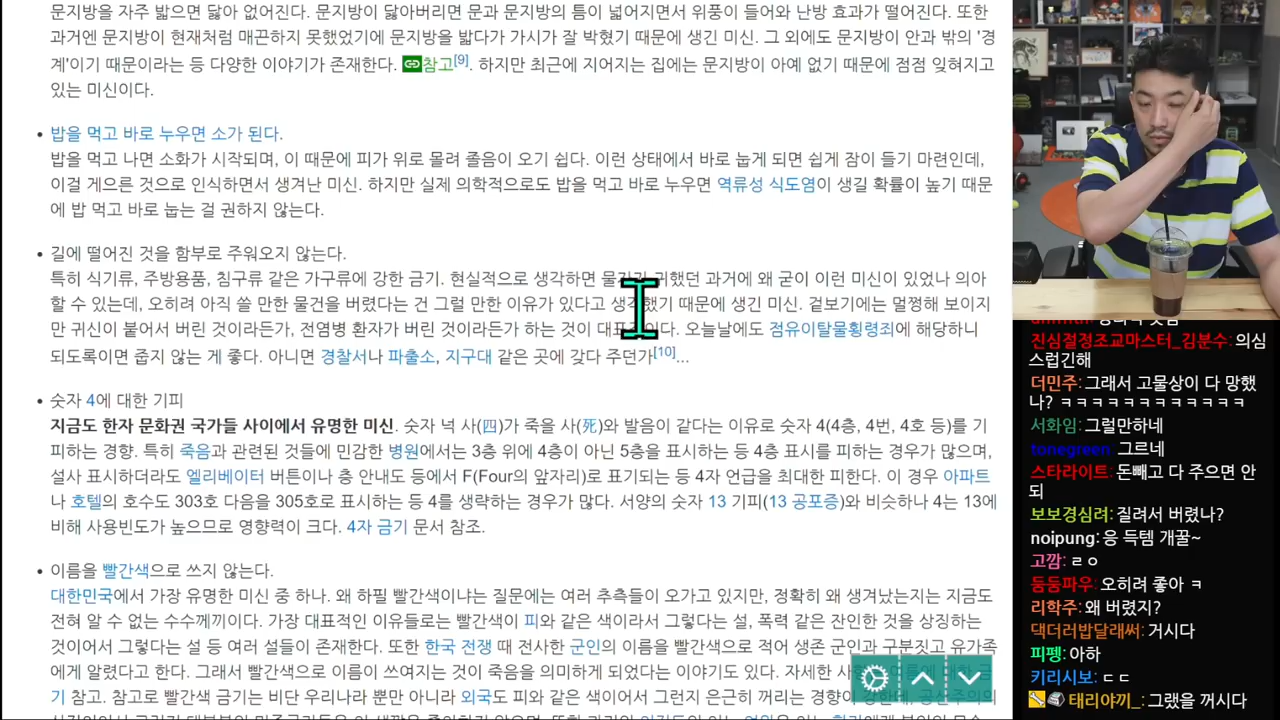 문지방을 자주 밟으면 닳아 없어진다. 문지방이 닳아버리면 문과 문지방의 틈이 넓어지면서 위풍이 들어와 난방 효과가 떨어진다. 또한
과거엔 문지방이 현재처럼 매끈하지 못했었기에 문지방을 밟다가 가시가 잘 박혔기 때문에 생긴 미신. 그 외에도 문지방이 안과 밖의 '경
계'이기 때문이라는 등 다양한 이야기가 존재한다. 참고[9]. 하지만 최근에 지어지는 집에는 문지방이 아예 없기 때문에 점점 잊혀지고
있는 미신이다.
• 밥을 먹고 바로 누우면 소가 된다.
밥을 먹고 나면 소화가 시작되며, 이 때문에 피가 위로 몰려 졸음이 오기 쉽다. 이런 상태에서 바로 눕게 되면 쉽게 잠이 들기 마련인데,
이걸 게으른 것으로 인식하면서 생겨난 미신. 하지만 실제 의학적으로도 밥을 먹고 바로 누우면 역류성 식도염이 생길 확률이 높기 때문
에 밥 먹고 바로 눕는 걸 권하지 않는다.
• 길에 떨어진 것을 함부로 주워오지 않는다.
특히 식기류, 주방용품, 침구류 같은 가구류에 강한 금기. 현실적으로 생각하면 귀했던 과거에 왜 굳이 이런 미신이 있었나 의아
할 수 있는데, 오히려 아직 쓸 만한 물건을 버렸다는 건 그럴 만한 이유가 있다고 생각했기 때문에 생긴 미신. 겉보기에는 멀쩡해 보이지
만 귀신이 붙어서 버린 것이라든가, 전염병 환자가 버린 것이라든가 하는 것이 대표적이다. 오늘날에도 점유이탈물횡령죄에 해당하니
되도록이면 줍지 않는 게 좋다. 아니면 경찰서나 파출소, 지구대 같은 곳에 갖다 주던가[10]...
• 숫자 4에 대한 기피
지금도 한자 문화권 국가들 사이에서 유명한 미신. 숫자 넉 사(四)가 죽을 사(死)와 발음이 같다는 이유로 숫자 4(4층, 4번, 4호 등)를 기
피하는 경향. 특히 죽음과 관련된 것들에 민감한 병원에서는 3층 위에 4층이 아닌 5층을 표시하는 등 4층 표시를 피하는 경우가 많으며,
설사 표시하더라도 엘리베이터 버튼이나 층간내도 등에서 F(Four의 앞자리)로 표기되는 등 4자 언급을 최대한 피한다. 이 경우 아파트
나 호텔의 호수도 303호 다음을 305호로 표시하는 등 4를 생략하는 경우가 많다. 서양의 숫자 13 기피(13 공포증)와 비슷하나 4는 13에
비해 사용빈도가 높으므로 영향력이 크다. 4자 금기 문서 참조.
• 이름을 빨간색으로 쓰지 않는다.
대한민국에서 가장 유명한 미신 중 하나. 왜 하필 빨간색이냐는 질문에는 여러 추측들이 오가고 있지만, 정확히 왜 생겨났는지는 지금도
전혀 알 수 없는 수수께끼이다. 가장 대표적인 이유들로는 빨간색이 피와 같은 색이라서 그렇다는 설, 폭력 같은 잔인한 것을 상징하는
것이어서 그렇다는 설 등 여러 설들이 존재한다. 또한 한국 전쟁 때 전사한 군인의 이름을 빨간색으로 적어 생존 군인과 구분짓고 유가족
에게 알렸다고 한다. 그래서 빨간색으로 이름이 쓰여지는 것이 죽음을 의미하게 되었다는 이야기도 있다. 자세한
기 참고. 참고로 빨간색 금기는 비단 우리나라 뿐만 아니라 외국도 피와 같은 색이어서 그런지 은근히 꺼리는 경향이 강한데,
진심절정조교마스터_김분수: 의심
스럽긴해
더민주: 그래서 고물상이 다 망했
나? ㅋㅋㅋㅋㅋㅋㅋㅋㅋㅋㅋㅋ
서화임: 그럴만하네
tonegreen: 그르네
스타라이트: 돈빼고 다 주으면 안
되
보보경심려: 질려서 버렸나?
noipung: 응 득템 개꿀~
고깜: ㄹㅇ
둠둠파우: 오히려 좋아 ㅋ
리학주: 왜 버렸지?
댁더러밥달래써: 거시다
피펭: 아하
키리시보: ㄷㄷ
태리야끼_: 그랬을 꺼시다